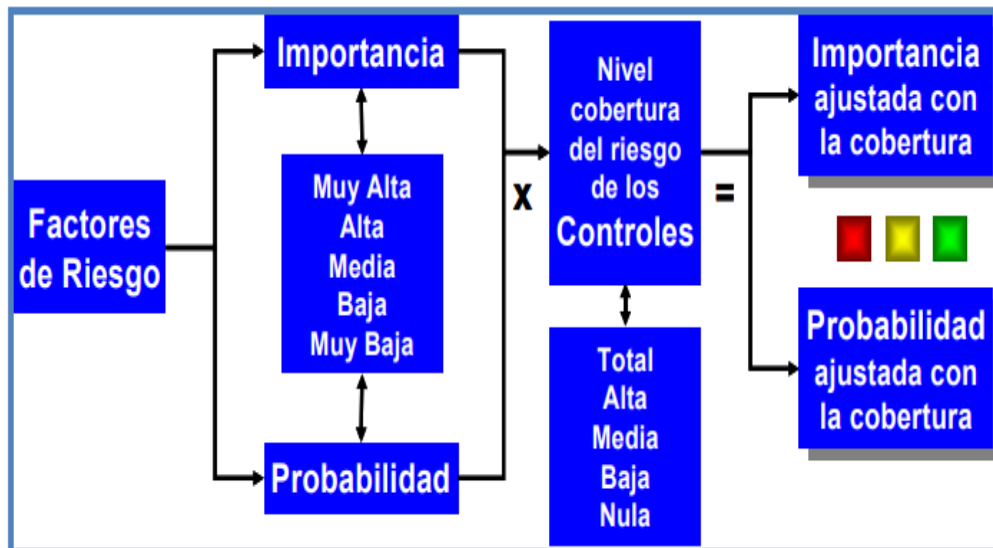 Factores
de Riesgo
Importancia
Muy Alta
Alta
Media
Baja
Muy Baja
Probabilidad
x
Nivel
cobertura
del riesgo
de los
Controles
Total
Alta
Media
Baja
Nula
=
Importancia
ajustada con
la cobertura
Probabilidad
ajustada con
la cobertura